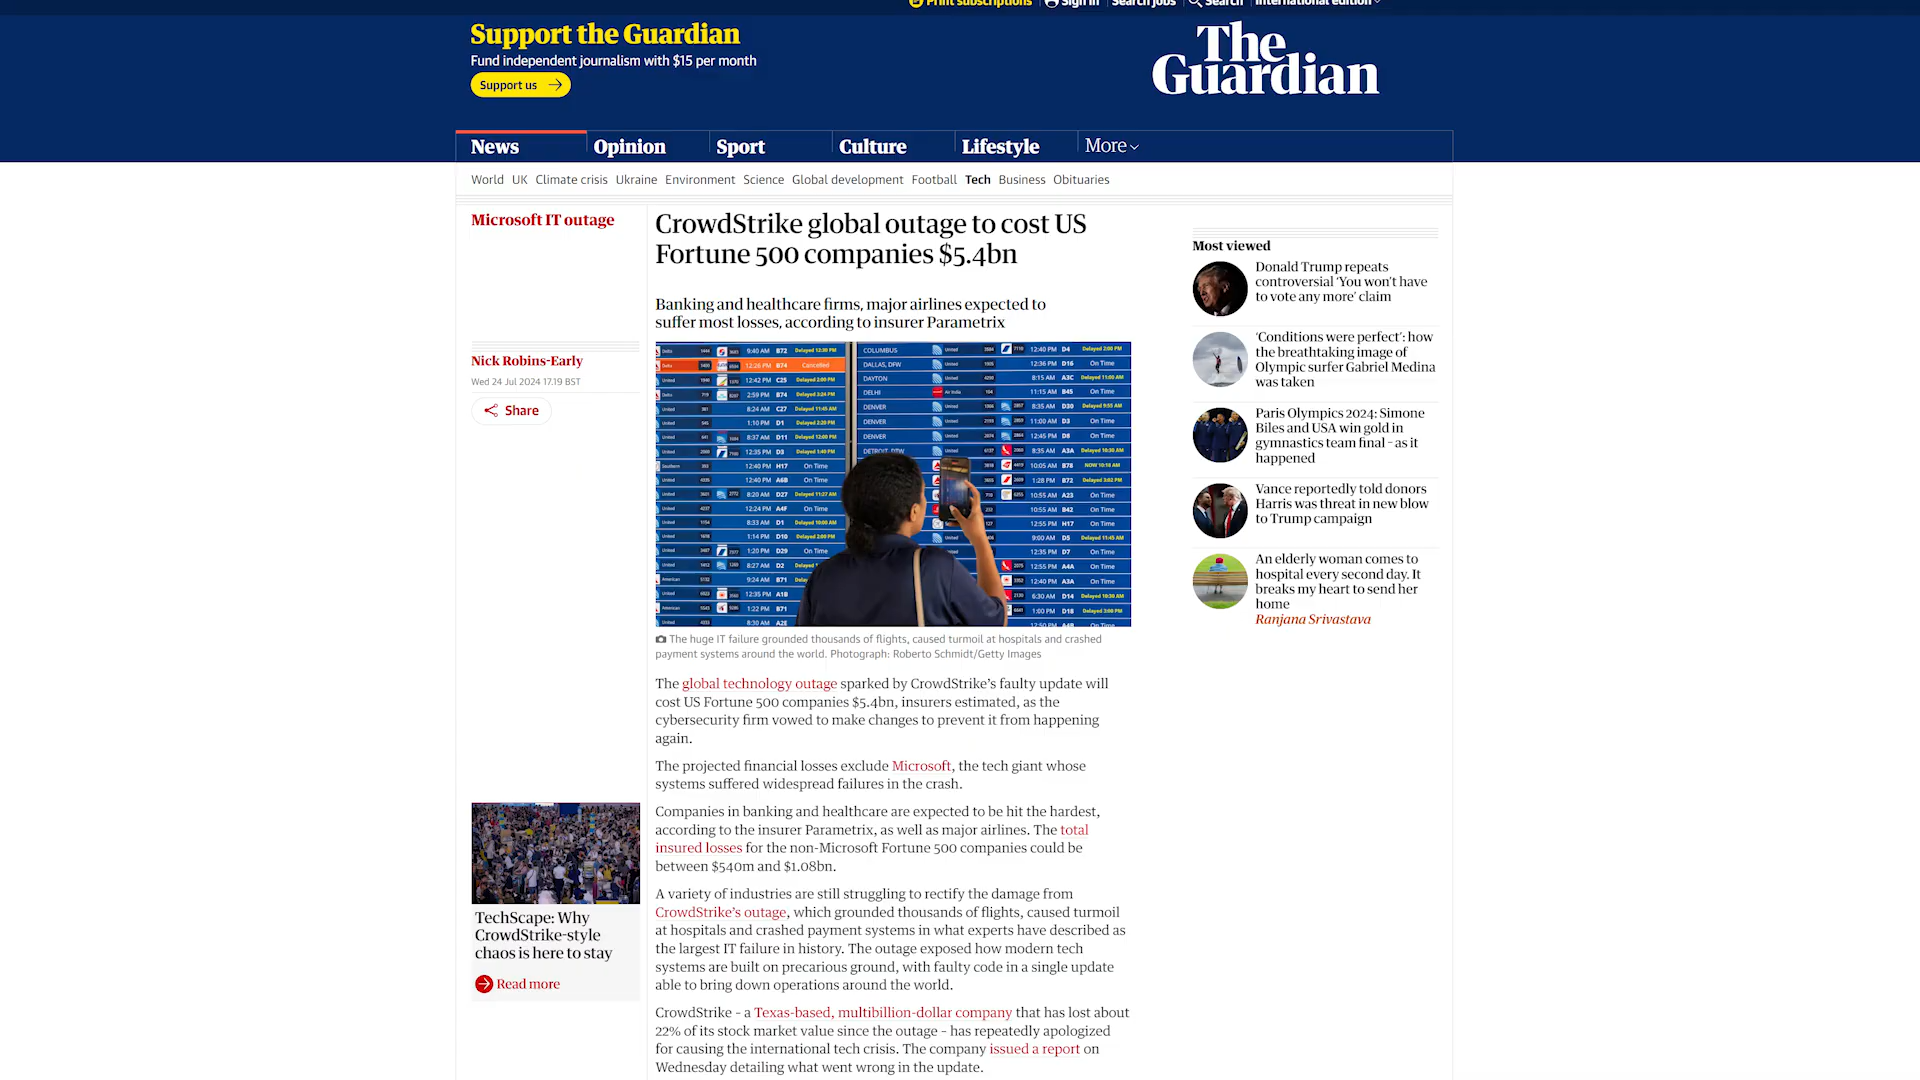 Print subscriptions
Sign in
Search jobs
Search
International edition
Support the Guardian
Fund independent journalism with $15 per month
Support us
The
Guardian
News
Opinion
Sport
Culture
Lifestyle
More
World
UK
Climate crisis
Ukraine
Environment
Science
Global development
Football
Tech
Business
Obituaries
Microsoft IT outage
CrowdStrike global outage to cost US
Fortune 500 companies $5.4bn
Banking and healthcare firms, major airlines expected to
suffer most losses, according to insurer Parametrix
Nick Robins-Early
Wed 24 Jul 2024 17.19 BST
Share
COLUMBUS
DALLAS, DFW
DAYTON
DELHI
DENVER
DENVER
DENVER
The huge IT failure grounded thousands of flights, caused turmoil at hospitals and crashed
payment systems around the world. Photograph: Roberto Schmidt/Getty Images
The global technology outage sparked by CrowdStrike's faulty update will
cost US Fortune 500 companies $5.4bn, insurers estimated, as the
cybersecurity firm vowed to make changes to prevent it from happening
again.
The projected financial losses exclude Microsoft, the tech giant whose
systems suffered widespread failures in the crash.
Companies in banking and healthcare are expected to be hit the hardest,
according to the insurer Parametrix, as well as major airlines. The total
insured losses for the non-Microsoft Fortune 500 companies could be
between $540m and $1.08bn.
A variety of industries are still struggling to rectify the damage from
CrowdStrike's outage, which grounded thousands of flights, caused turmoil
at hospitals and crashed payment systems in what experts have described as
the largest IT failure in history. The outage exposed how modern tech
systems are built on precarious ground, with faulty code in a single update
able to bring down operations around the world.
CrowdStrike – a Texas-based, multibillion-dollar company that has lost about
22% of its stock market value since the outage – has repeatedly apologized
for causing the international tech crisis. The company issued a report on
Wednesday detailing what went wrong in the update.
TechScape: Why
CrowdStrike-style
chaos is here to stay
Read more
Most viewed
Donald Trump repeats
controversial 'You won't have
to vote any more' claim
'Conditions were perfect': how
the breathtaking image of
Olympic surfer Gabriel Medina
was taken
Paris Olympics 2024: Simone
Biles and USA win gold in
gymnastics team final – as it
happened
Vance reportedly told donors
Harris was threat in new blow
to Trump campaign
An elderly woman comes to
hospital every second day. It
breaks my heart to send her
home
Ranjana Srivastava